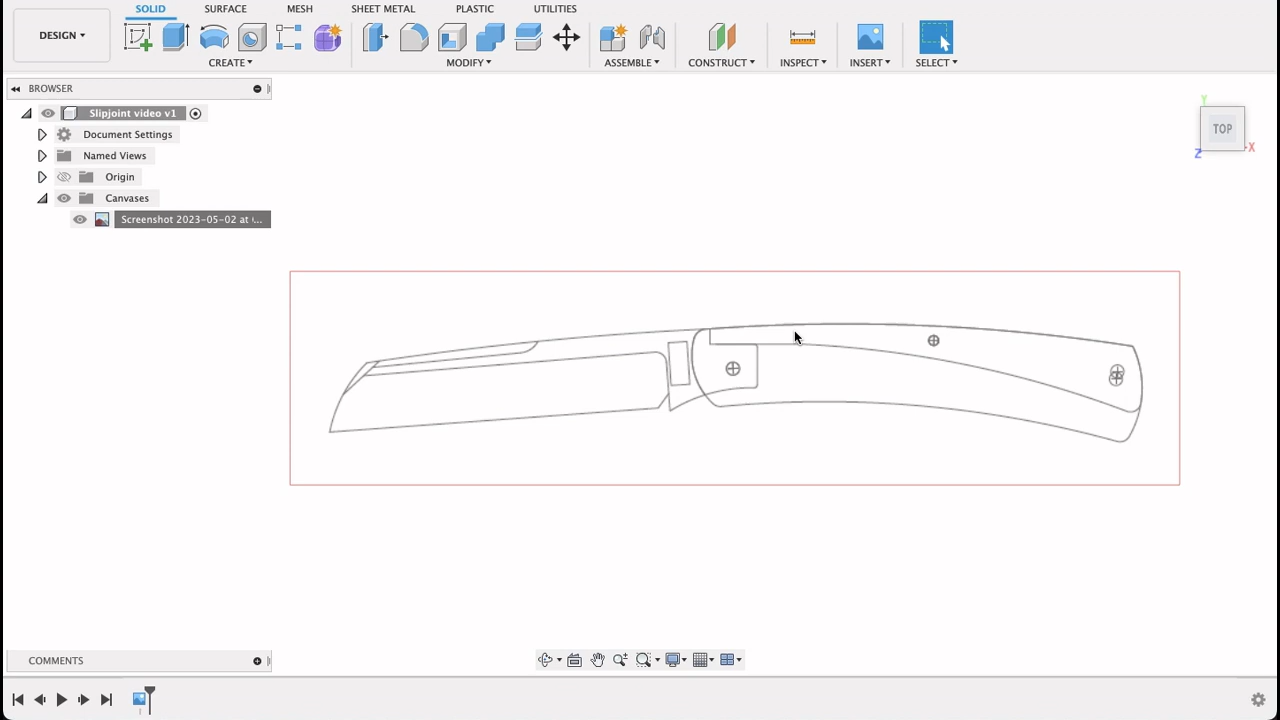 SOLID SURFACE MESH SHEET METAL PLASTIC UTILITIES
DESIGN
CREATE MODIFY ASSEMBLE CONSTRUCT INSPECT INSERT SELECT
BROWSER
Slipjoint video v1
Document Settings
Named Views
Origin
Canvases
Screenshot 2023-05-02 at (...
Y
TOP
X
Z
COMMENTS